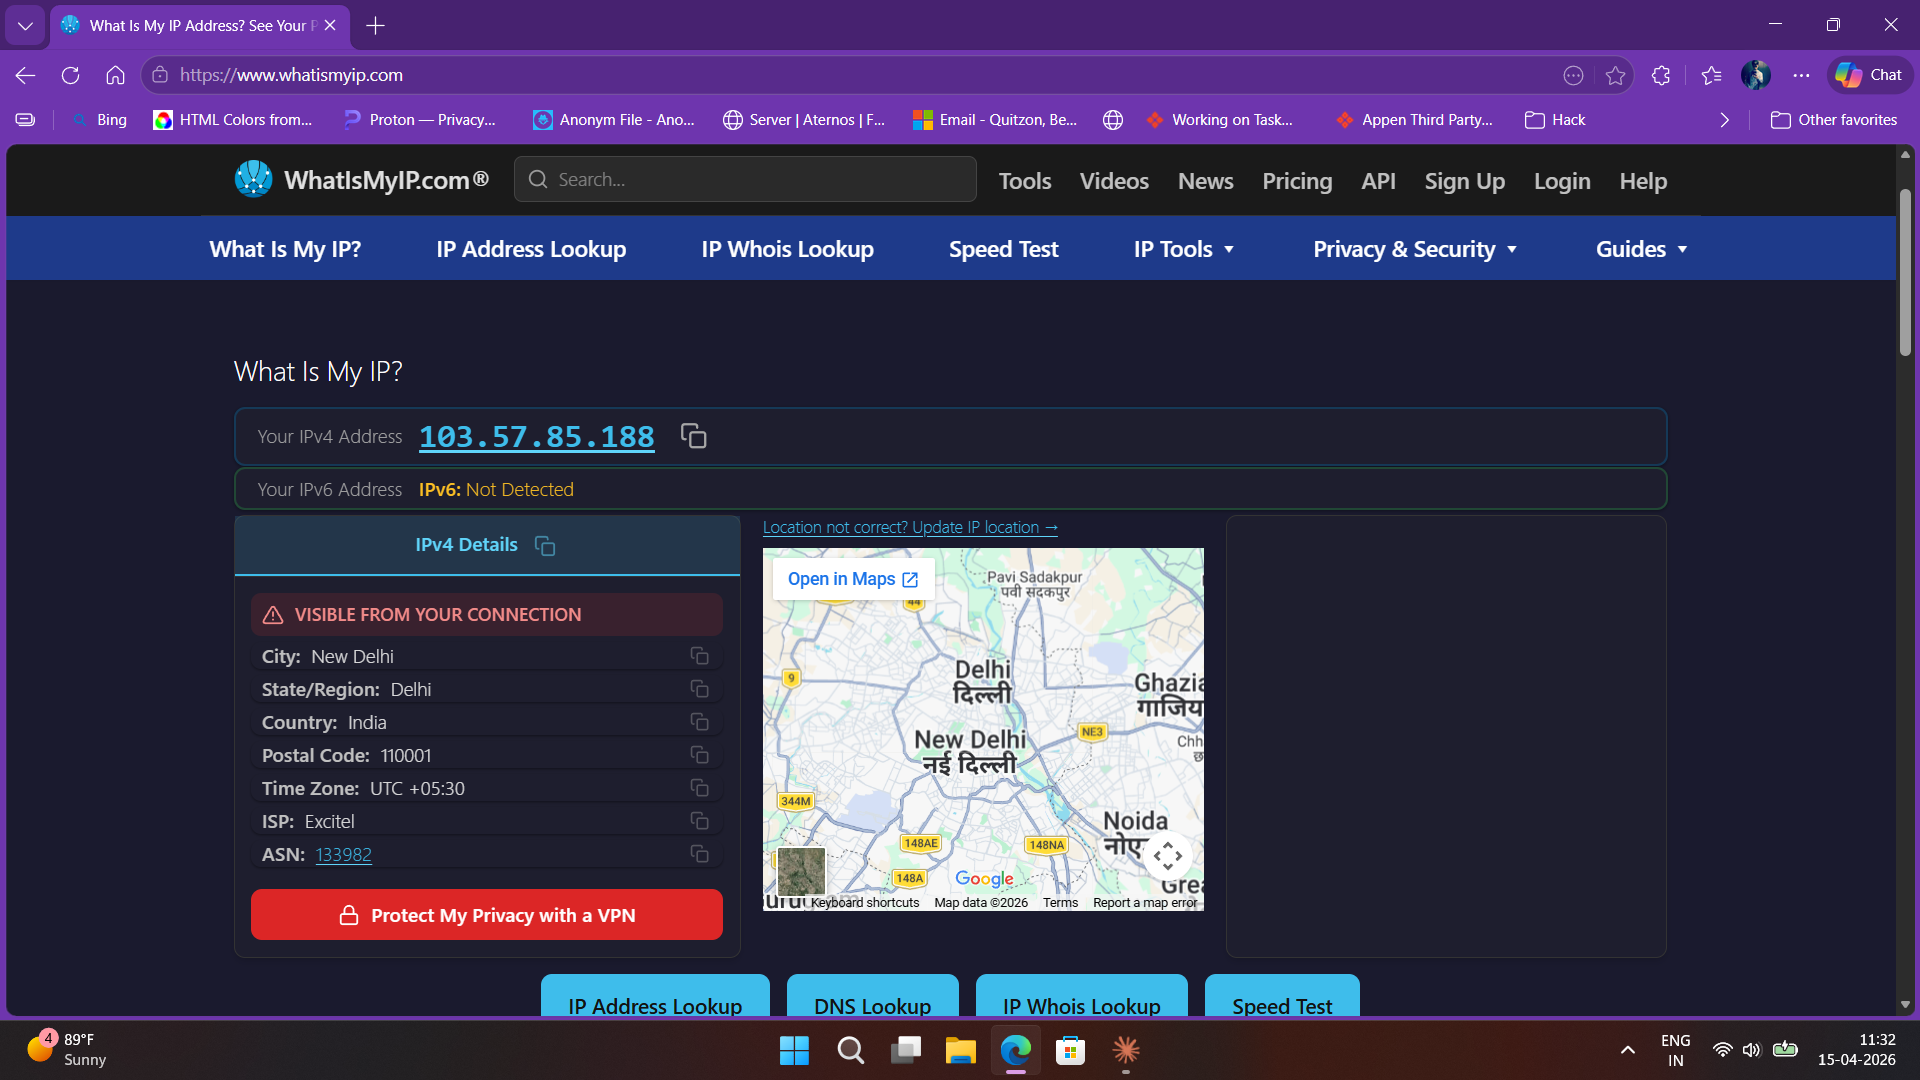 What Is My IP Address? See Your P
https://www.whatismyip.com
Chat
Bing
HTML Colors from...
Proton — Privacy...
Anonym File - Ano...
Server | Aternos | F...
Email - Quitzon, Be...
Working on Task...
Appen Third Party...
Hack
Other favorites
WhatIsMyIP.com®
Search...
Tools
Videos
News
Pricing
API
Sign Up
Login
Help
What Is My IP?
IP Address Lookup
IP Whois Lookup
Speed Test
IP Tools
Privacy & Security
Guides
What Is My IP?
Your IPv4 Address 103.57.85.188
Your IPv6 Address IPv6: Not Detected
IPv4 Details
VISIBLE FROM YOUR CONNECTION
City: New Delhi
State/Region: Delhi
Country: India
Postal Code: 110001
Time Zone: UTC +05:30
ISP: Excitel
ASN: 133982
Protect My Privacy with a VPN
Location not correct? Update IP location →
Open in Maps
Pavi Sadakpur
पवी सदकपुर
44
Delhi
दिल्ली
9
Ghazia
गाज़िय
New Delhi
नई दिल्ली
NE3
Chh
344M
Noida
148AE
148NA
148A
Google
Grea
Keyboard shortcuts
Map data ©2026
Terms
Report a map error
IP Address Lookup
DNS Lookup
IP Whois Lookup
Speed Test
4
89°F
Sunny
ENG
IN
11:32
15-04-2026